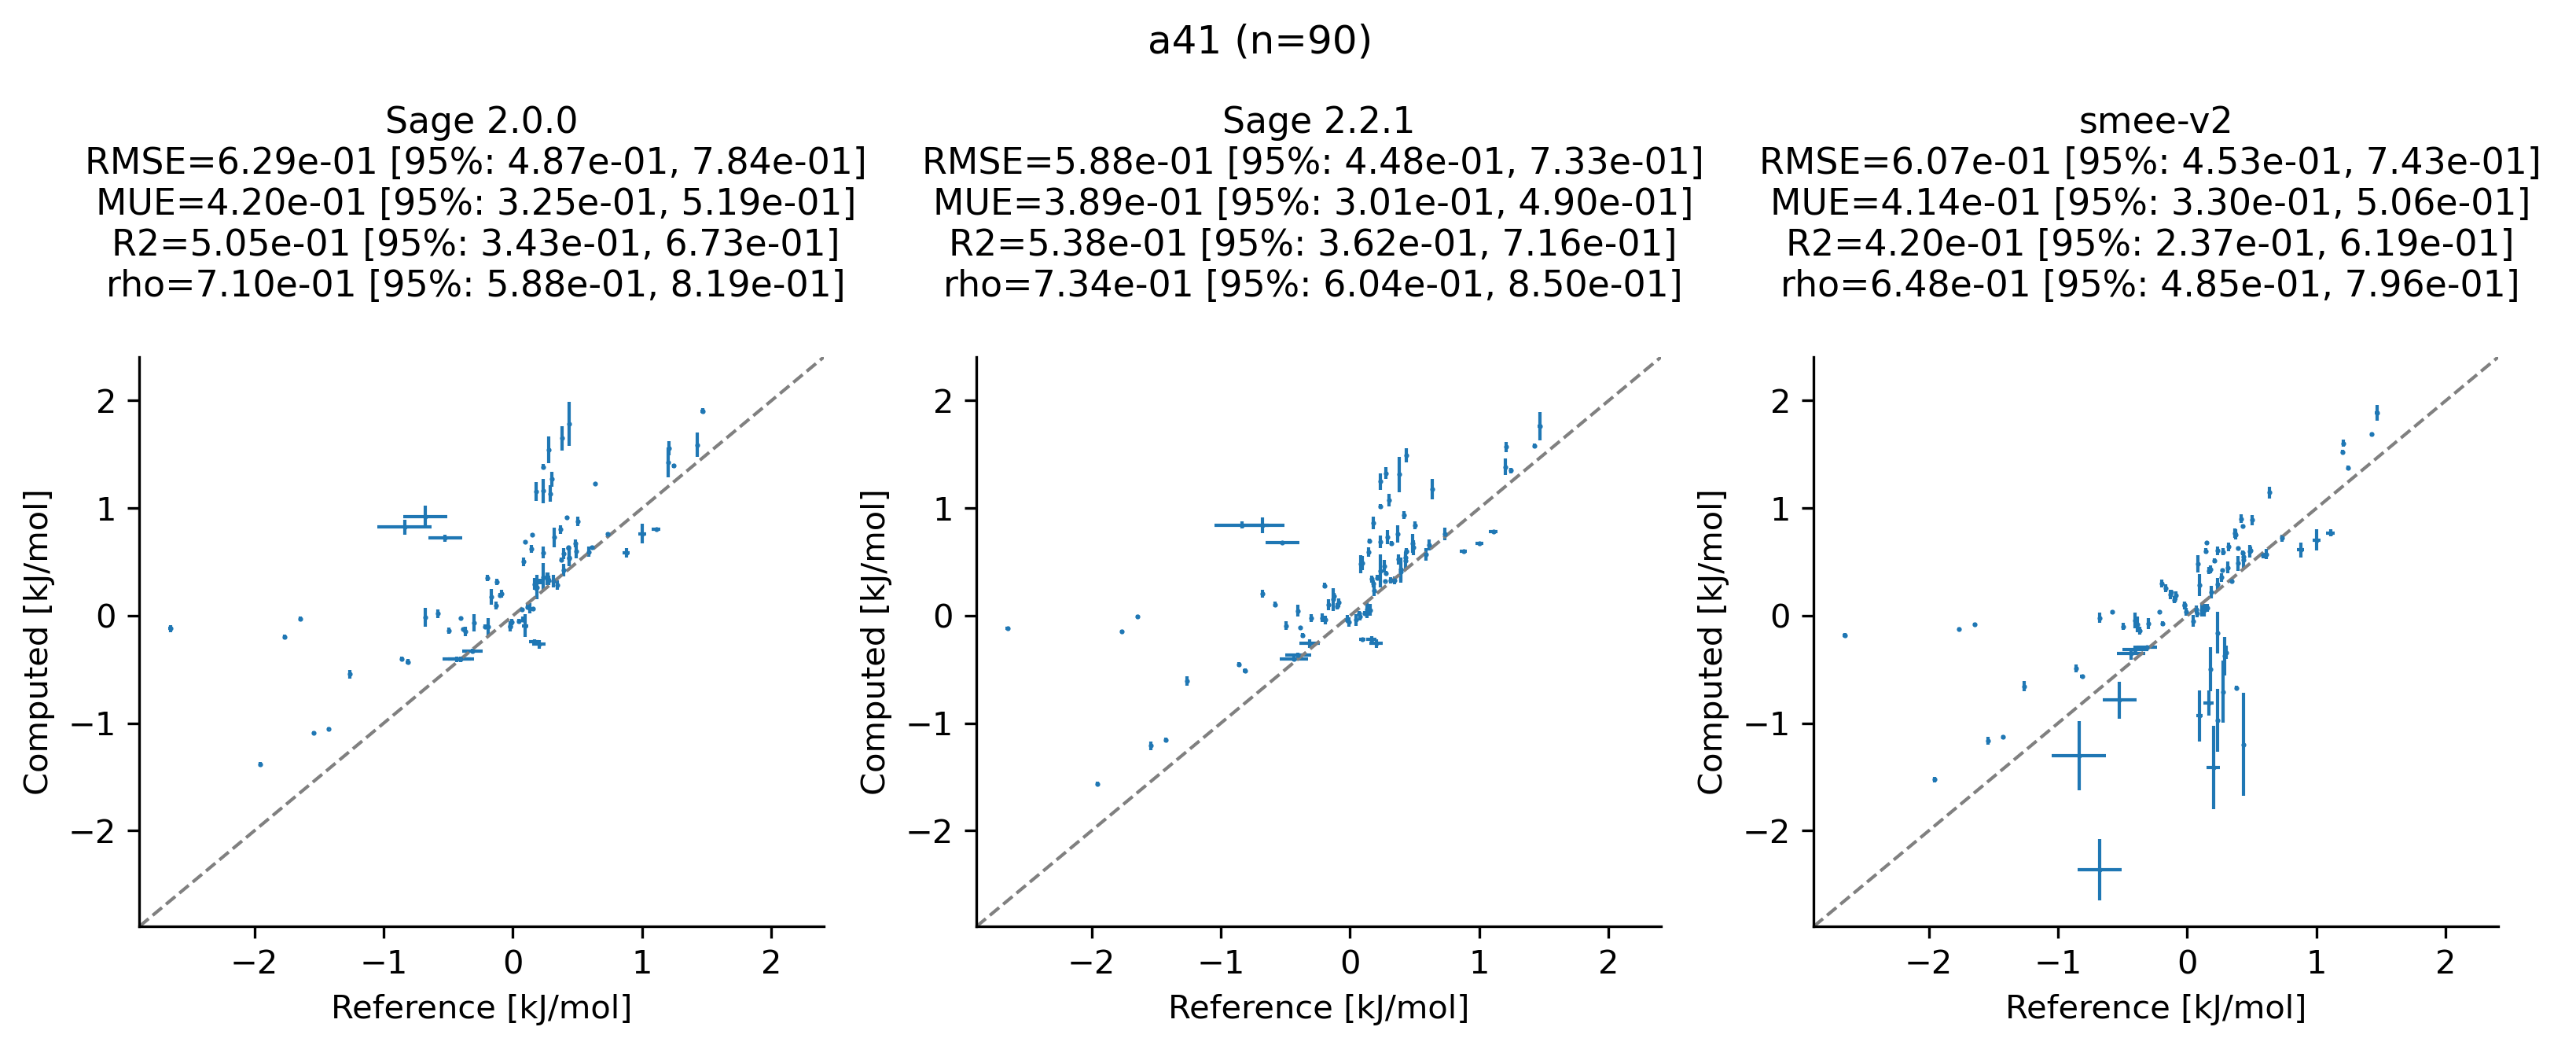 a41 (n=90)
Sage 2.0.0
RMSE=6.29e-01 [95%: 4.87e-01, 7.84e-01]
MUE=4.20e-01 [95%: 3.25e-01, 5.19e-01]
R2=5.05e-01 [95%: 3.43e-01, 6.73e-01]
rho=7.10e-01 [95%: 5.88e-01, 8.19e-01]
2
1
0
−1
−2
Computed [kJ/mol]
−2 −1 0 1 2
Reference [kJ/mol]
Sage 2.2.1
RMSE=5.88e-01 [95%: 4.48e-01, 7.33e-01]
MUE=3.89e-01 [95%: 3.01e-01, 4.90e-01]
R2=5.38e-01 [95%: 3.62e-01, 7.16e-01]
rho=7.34e-01 [95%: 6.04e-01, 8.50e-01]
2
1
0
−1
−2
Computed [kJ/mol]
−2 −1 0 1 2
Reference [kJ/mol]
smee-v2
RMSE=6.07e-01 [95%: 4.53e-01, 7.43e-01]
MUE=4.14e-01 [95%: 3.30e-01, 5.06e-01]
R2=4.20e-01 [95%: 2.37e-01, 6.19e-01]
rho=6.48e-01 [95%: 4.85e-01, 7.96e-01]
2
1
0
−1
−2
Computed [kJ/mol]
−2 −1 0 1 2
Reference [kJ/mol]